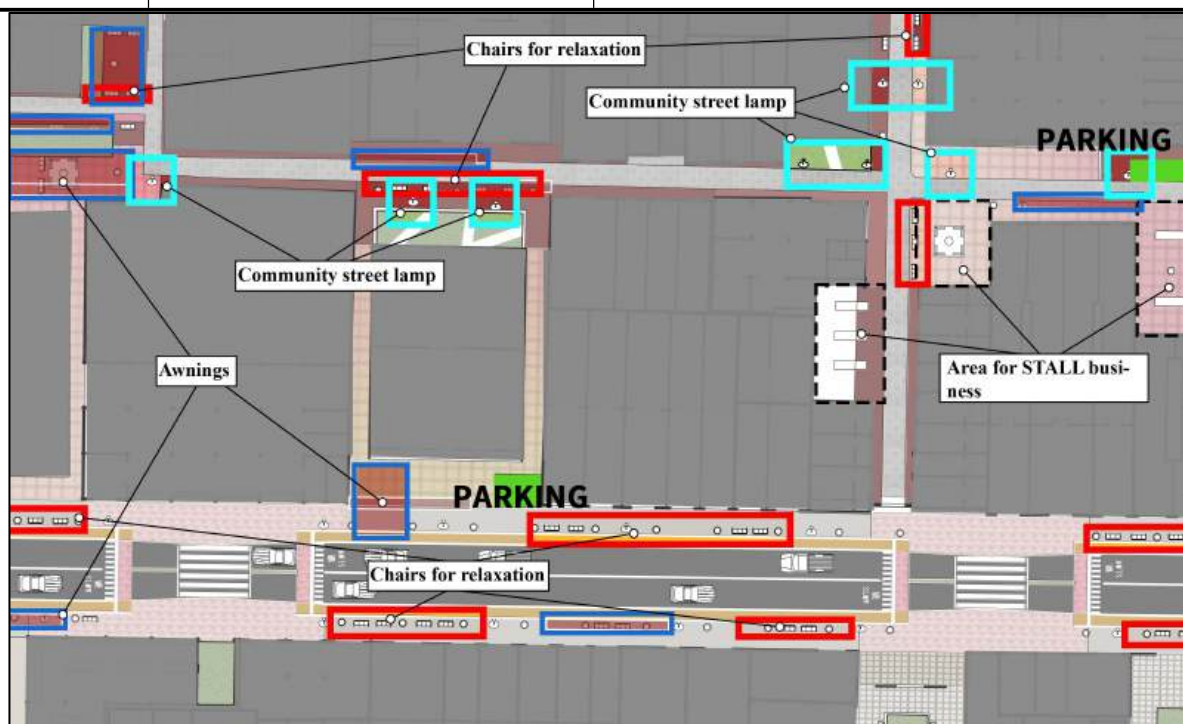 Chairs for relaxation
Community street lamp
PARKING
Community street lamp
Awnings
Area for STALL busi-
ness
PARKING
Chairs for relaxation